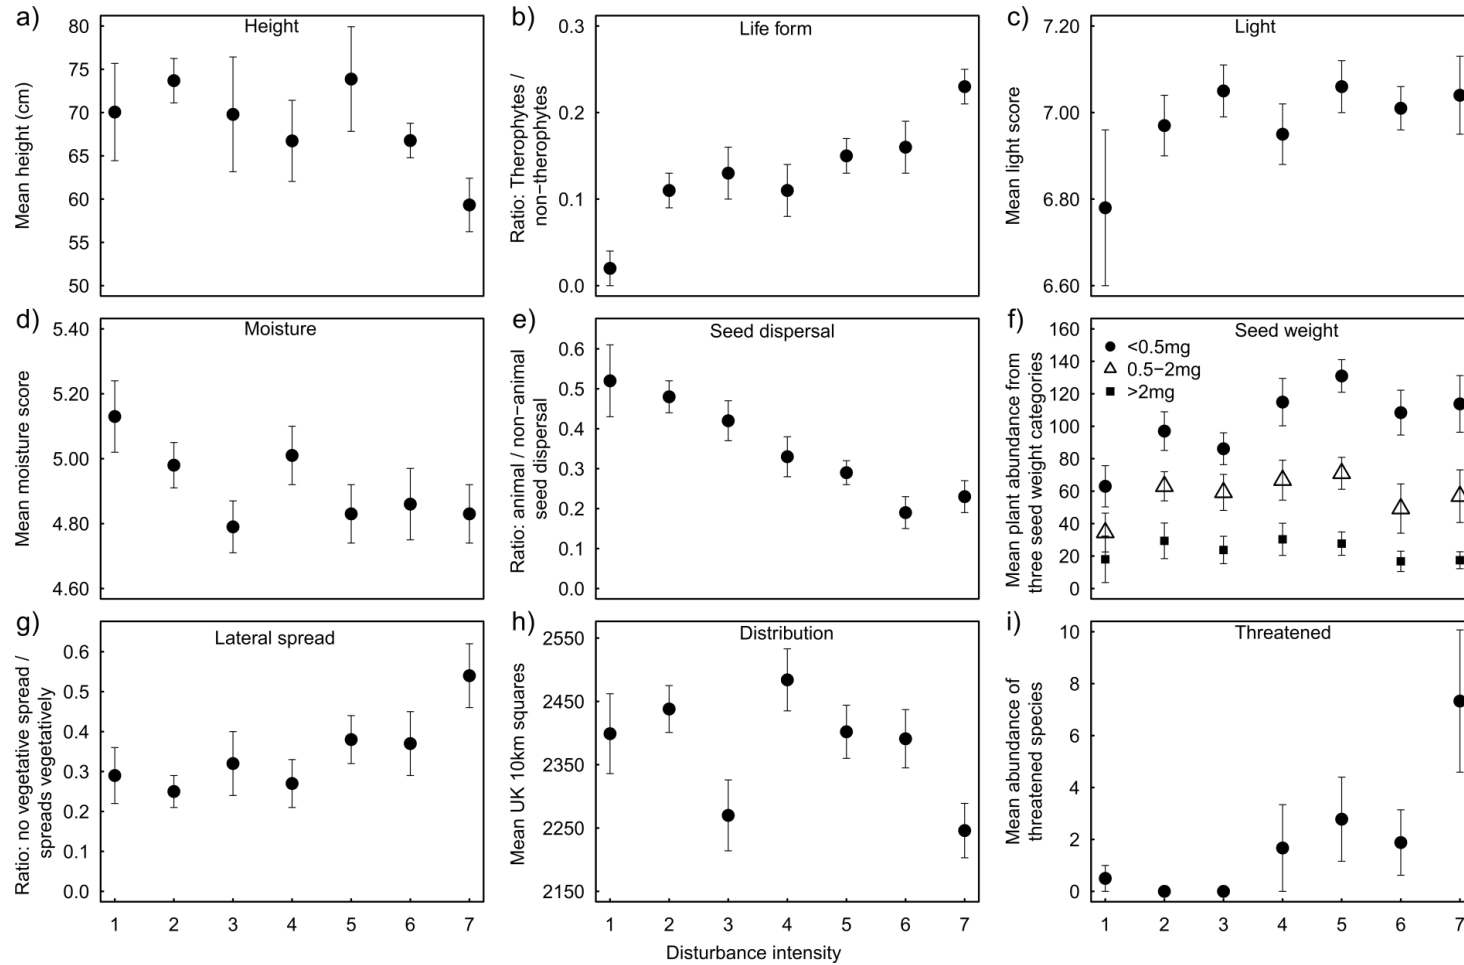 a)
Height
Mean height (cm)
80
75
70
65
60
55
50
b)
Life form
Ratio: Therophytes /
non−therophytes
0.3
0.2
0.1
0.0
c)
Light
Mean light score
7.20
7.00
6.80
6.60
d)
Moisture
Mean moisture score
5.40
5.20
5.00
4.80
4.60
e)
Seed dispersal
Ratio: animal / non−animal
seed dispersal
0.6
0.5
0.4
0.3
0.2
0.1
0.0
f)
Seed weight
Mean plant abundance from
three seed weight categories
160
140
120
100
80
60
40
20
0
<0.5mg
0.5−2mg
>2mg
g)
Lateral spread
Ratio: no vegetative spread /
spreads vegetatively
0.6
0.5
0.4
0.3
0.2
0.1
0.0
1 2 3 4 5 6 7
h)
Distribution
Mean UK 10km squares
2550
2450
2350
2250
2150
1 2 3 4 5 6 7
i)
Threatened
Mean abundance of
threatened species
10
8
6
4
2
0
1 2 3 4 5 6 7
Disturbance intensity